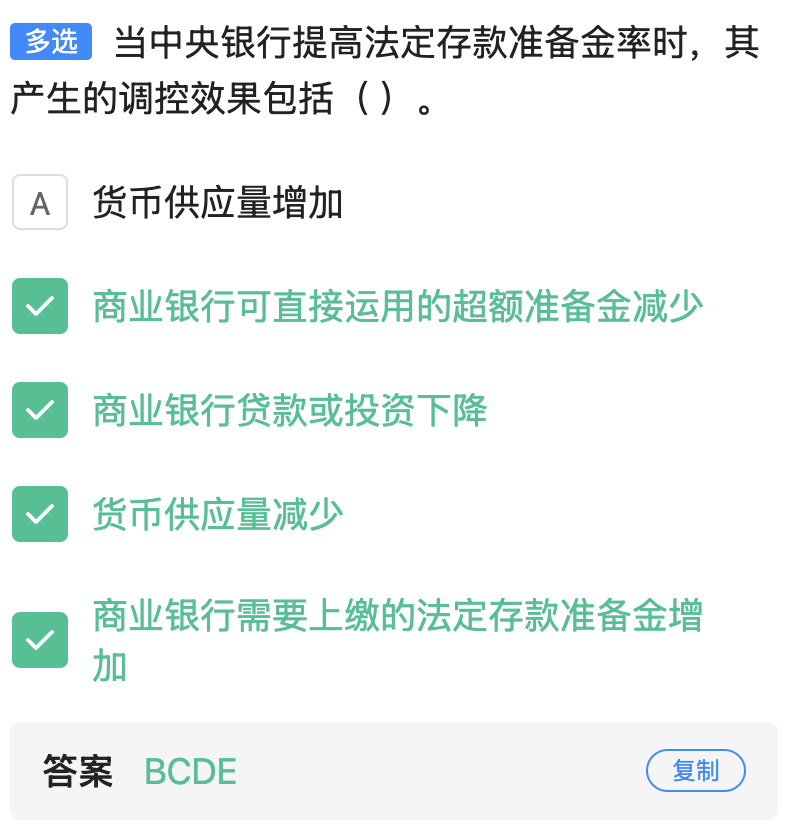 多选 当中央银行提高法定存款准备金率时，其
产生的调控效果包括（ ）。
A 货币供应量增加
商业银行可直接运用的超额准备金减少
商业银行贷款或投资下降
货币供应量减少
商业银行需要上缴的法定存款准备金增
加
答案 BCDE 复制